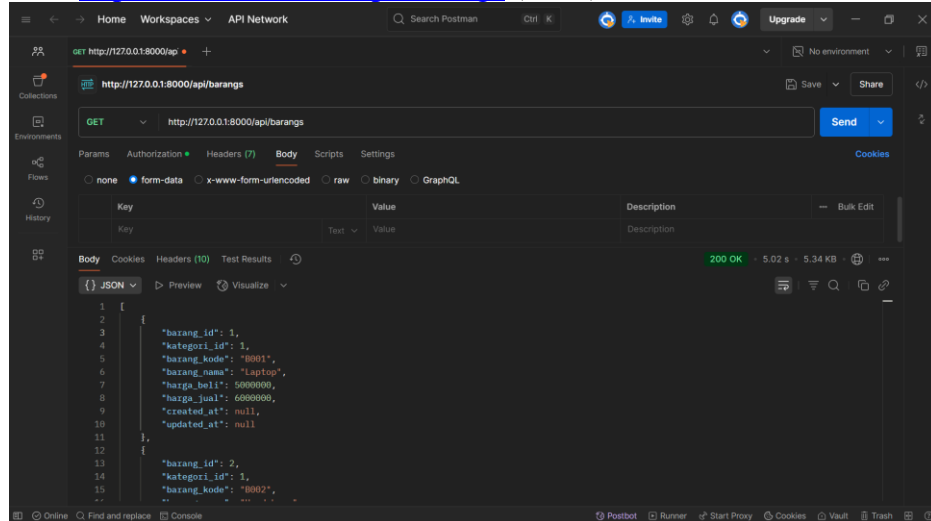 Home Workspaces API Network Search Postman Ctrl K Invite Upgrade
GET http://127.0.0.1:8000/api No environment
Collections
http://127.0.0.1:8000/api/barangs Save Share
GET http://127.0.0.1:8000/api/barangs Send
Environments
Params Authorization Headers (7) Body Scripts Settings Cookies
Flows
none form-data x-www-form-urlencoded raw binary GraphQL
History
Key Value Description Bulk Edit
Key Text Value Description
Body Cookies Headers (10) Test Results 200 OK 5.02 s 5.34 KB
{} JSON Preview Visualize
1 [
2 {
3 "barang_id": 1,
4 "kategori_id": 1,
5 "barang_kode": "B001",
6 "barang_nama": "Laptop",
7 "harga_beli": 5000000,
8 "harga_jual": 6000000,
9 "created_at": null,
10 "updated_at": null
11 },
12 {
13 "barang_id": 2,
14 "kategori_id": 1,
15 "barang_kode": "B002",
Online Find and replace Console Postbot Runner Start Proxy Cookies Vault Trash